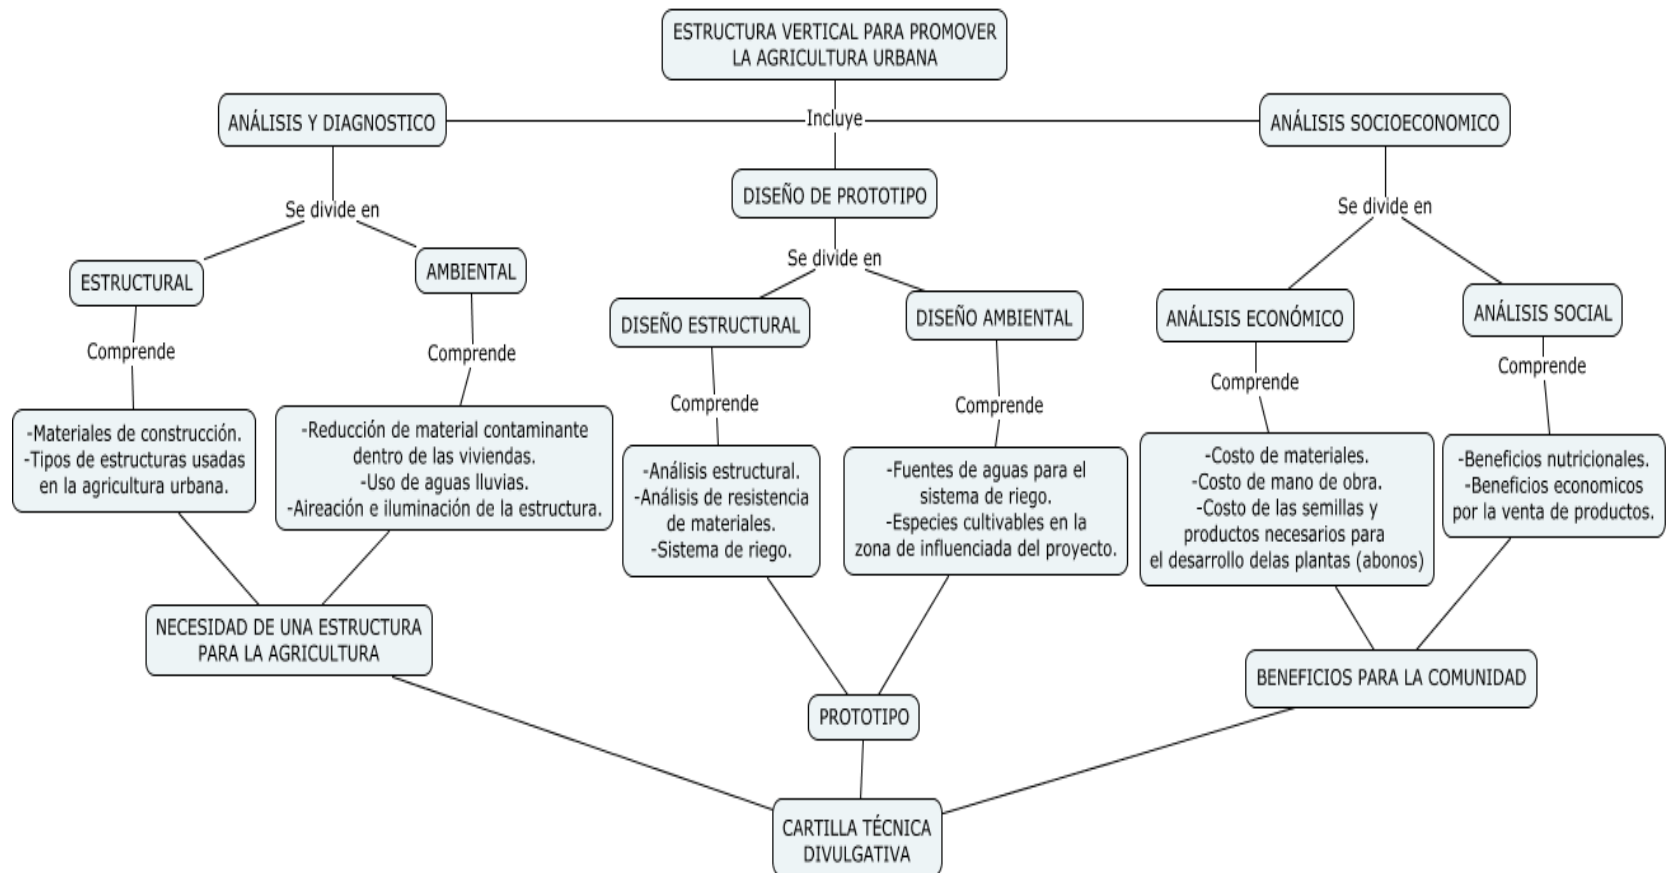 ESTRUCTURA VERTICAL PARA PROMOVER
LA AGRICULTURA URBANA
ANÁLISIS Y DIAGNOSTICO
Incluye
ANÁLISIS SOCIOECONOMICO
DISEÑO DE PROTOTIPO
Se divide en
Se divide en
Se divide en
ESTRUCTURAL
AMBIENTAL
DISEÑO ESTRUCTURAL
DISEÑO AMBIENTAL
ANÁLISIS ECONÓMICO
ANÁLISIS SOCIAL
Comprende
Comprende
Comprende
Comprende
Comprende
Comprende
-Materiales de construcción.
-Tipos de estructuras usadas
en la agricultura urbana.
-Reducción de material contaminante
dentro de las viviendas.
-Uso de aguas lluvias.
-Aireación e iluminación de la estructura.
-Análisis estructural.
-Análisis de resistencia
de materiales.
-Sistema de riego.
-Fuentes de aguas para el
sistema de riego.
-Especies cultivables en la
zona de influenciada del proyecto.
-Costo de materiales.
-Costo de mano de obra.
-Costo de las semillas y
productos necesarios para
el desarrollo delas plantas (abonos)
-Beneficios nutricionales.
-Beneficios economicos
por la venta de productos.
NECESIDAD DE UNA ESTRUCTURA
PARA LA AGRICULTURA
PROTOTIPO
BENEFICIOS PARA LA COMUNIDAD
CARTILLA TÉCNICA
DIVULGATIVA